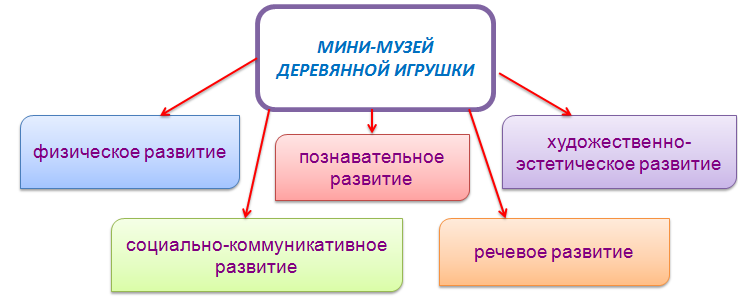 МИНИ-МУЗЕЙ
ДЕРЕВЯННОЙ ИГРУШКИ
физическое развитие
познавательное
развитие
художественно-
эстетическое развитие
социально-коммуникативное
развитие
речевое развитие